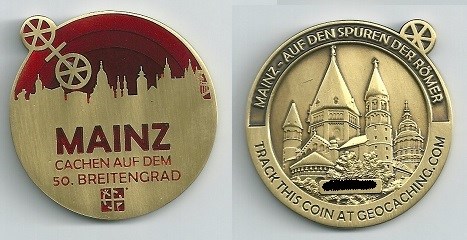 MAINZ
CACHEN AUF DEM
50. BREITENGRAD
MAINZ - AUF DEN SPUREN DER RÖMER
TRACK THIS COIN AT GEOCACHING.COM